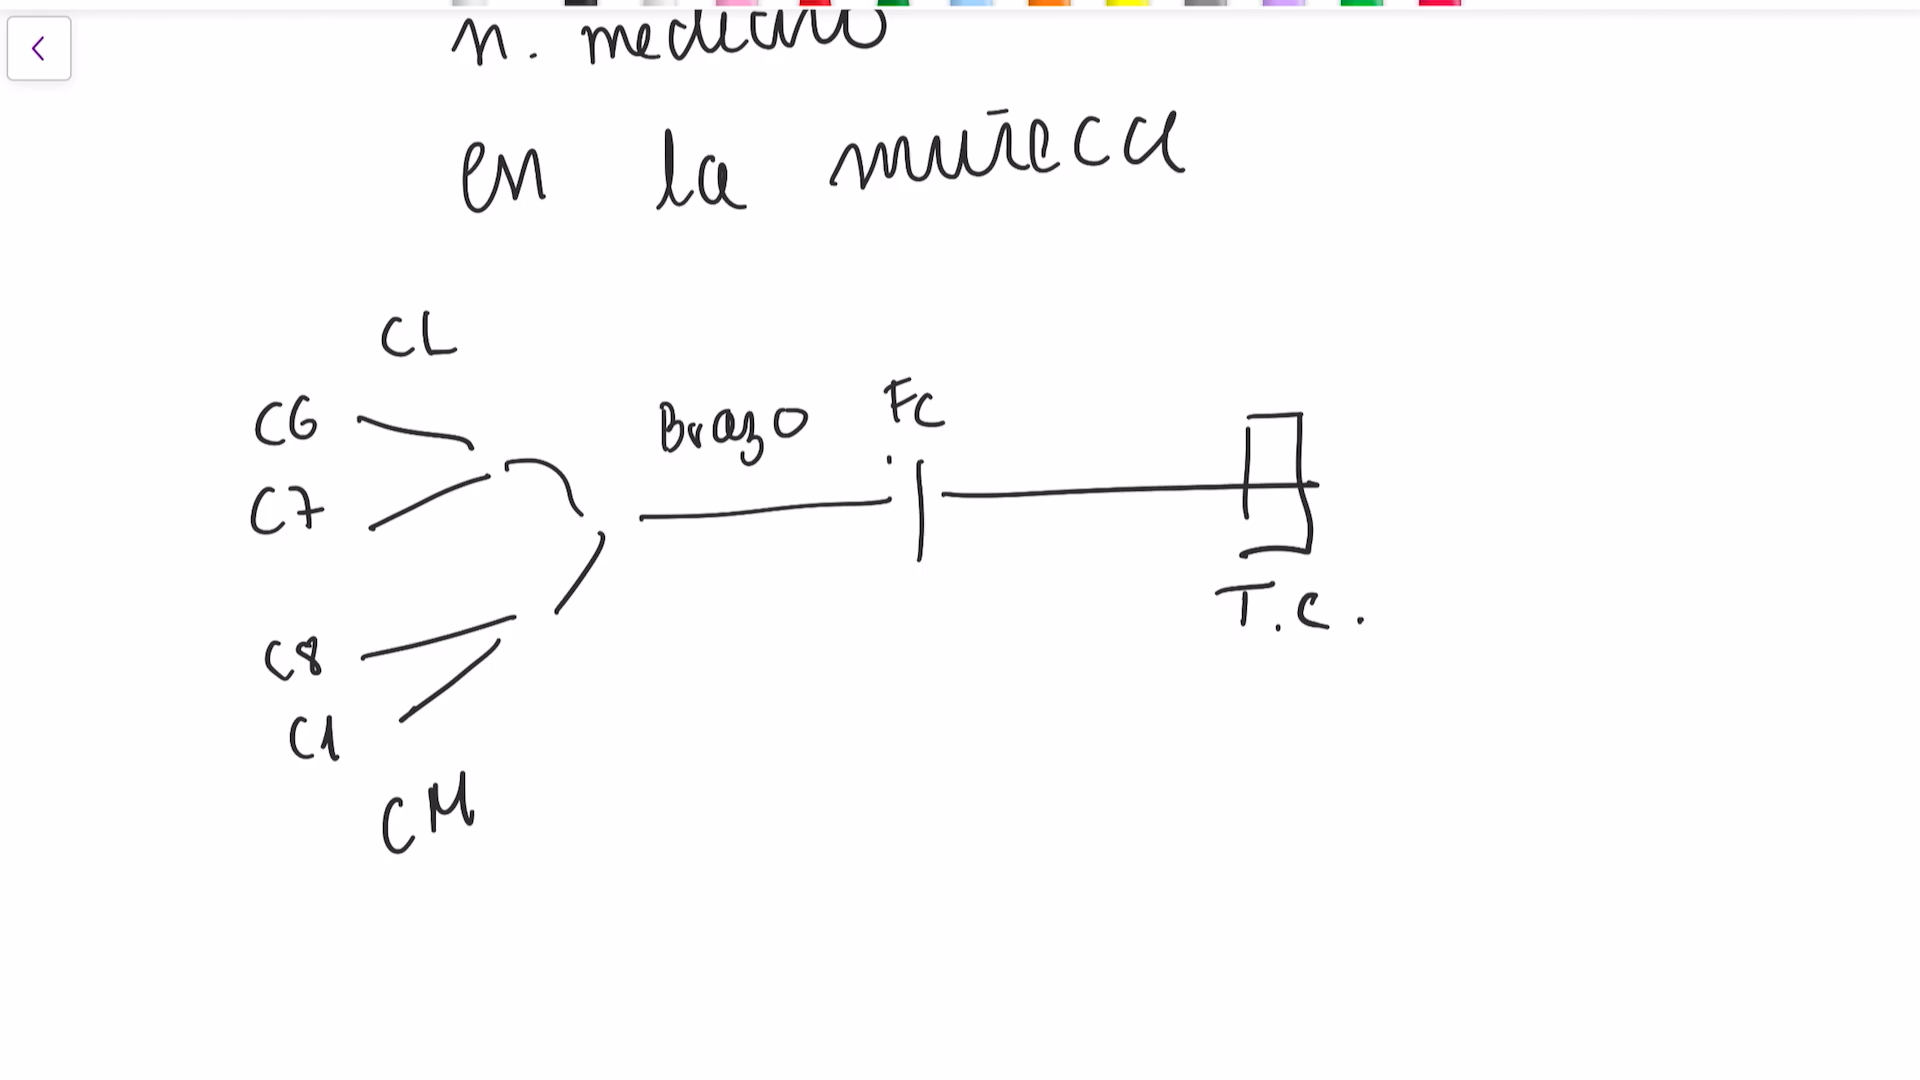 n. mediano
en la muñeca
CL
C6
Brazo
FC
C7
T.C.
C8
C1
CM